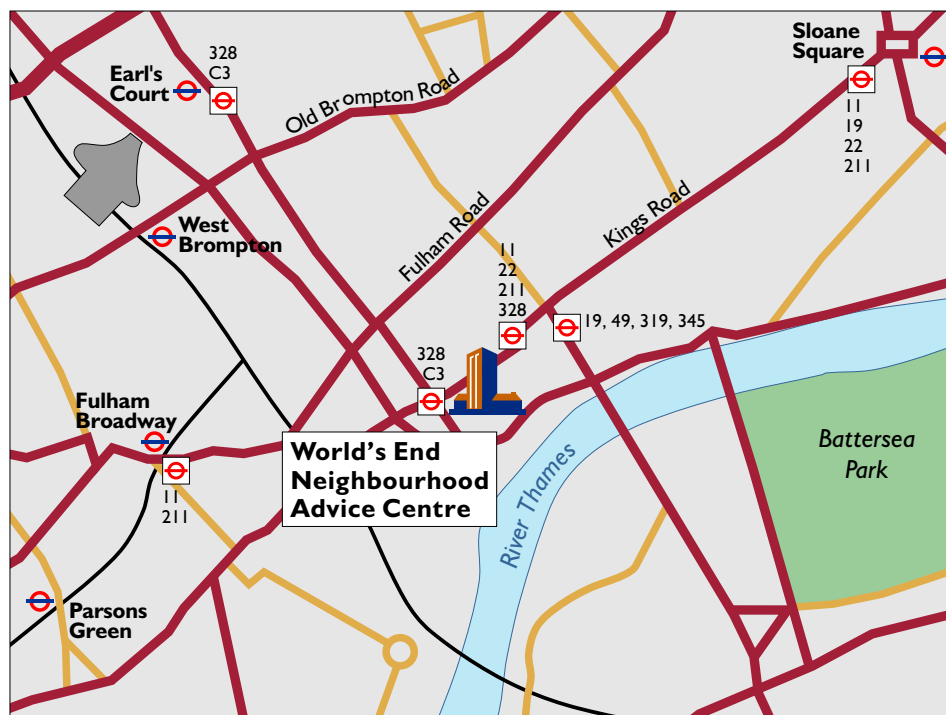 328
C3
Earl's
Court
Old Brompton Road
Sloane
Square
11
19
22
211
West
Brompton
Fulham Road
Kings Road
11
22
211
328
19, 49, 319, 345
328
C3
Fulham
Broadway
11
211
World's End
Neighbourhood
Advice Centre
River Thames
Battersea
Park
Parsons
Green